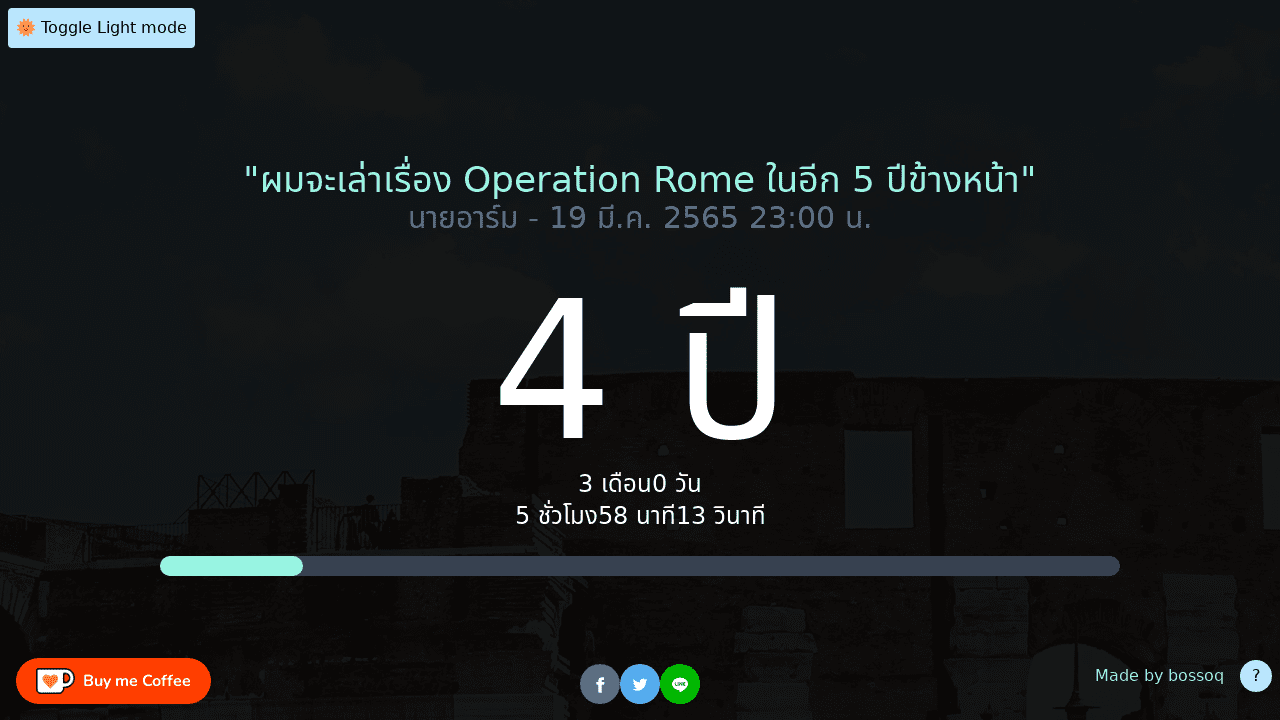 Toggle Light mode
"ผมจะเล่าเรื่อง Operation Rome ในอีก 5 ปีข้างหน้า"
นายอาร์ม - 19 มี.ค. 2565 23:00 น.
4 ปี
3 เดือน0 วัน
5 ชั่วโมง58 นาที13 วินาที
Buy me Coffee
LINE
Made by bossoq
?